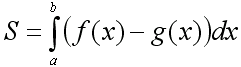 S = ∫_a^b (f(x) − g(x))dx